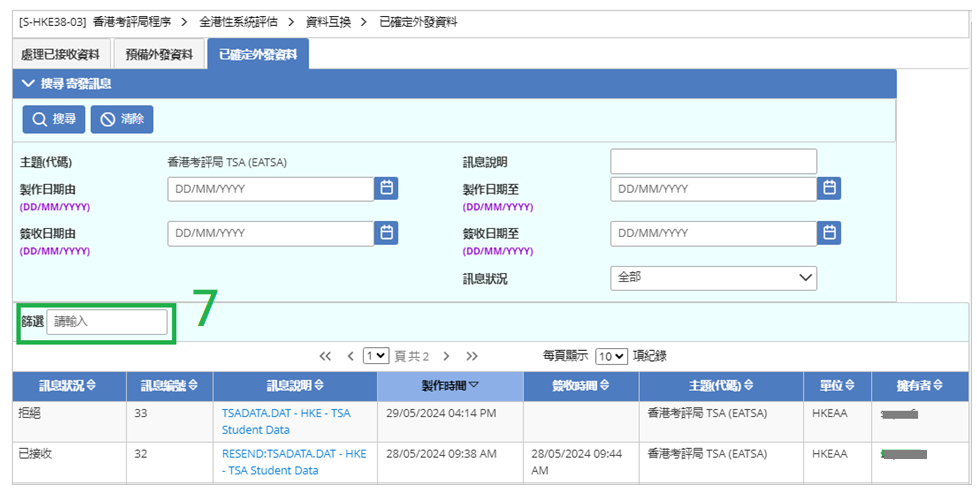 [S-HKE38-03] 香港考評局程序 > 全港性系統評估 > 資料互換 > 已確定外發資料
處理已接收資料 預備外發資料 已確定外發資料
搜尋 寄發訊息
搜尋 清除
主題(代碼) 香港考評局 TSA (EATSA) 訊息說明
製作日期由 DD/MM/YYYY 製作日期至 DD/MM/YYYY
(DD/MM/YYYY) (DD/MM/YYYY)
簽收日期由 DD/MM/YYYY 簽收日期至 DD/MM/YYYY
(DD/MM/YYYY) (DD/MM/YYYY)
訊息狀況 全部
篩選 請輸入 7
<< < 1 頁共 2 > >> 每頁顯示 10 項紀錄
訊息狀況 訊息編號 訊息說明 製作時間 簽收時間 主題(代碼) 單位 擁有者
拒絕 33 TSADATA.DAT - HKE - TSA 29/05/2024 04:14 PM 香港考評局 TSA (EATSA) HKEAA
Student Data
已接收 32 RESEND:TSADATA.DAT - HKE 28/05/2024 09:38 AM 28/05/2024 09:44 香港考評局 TSA (EATSA) HKEAA
- TSA Student Data AM